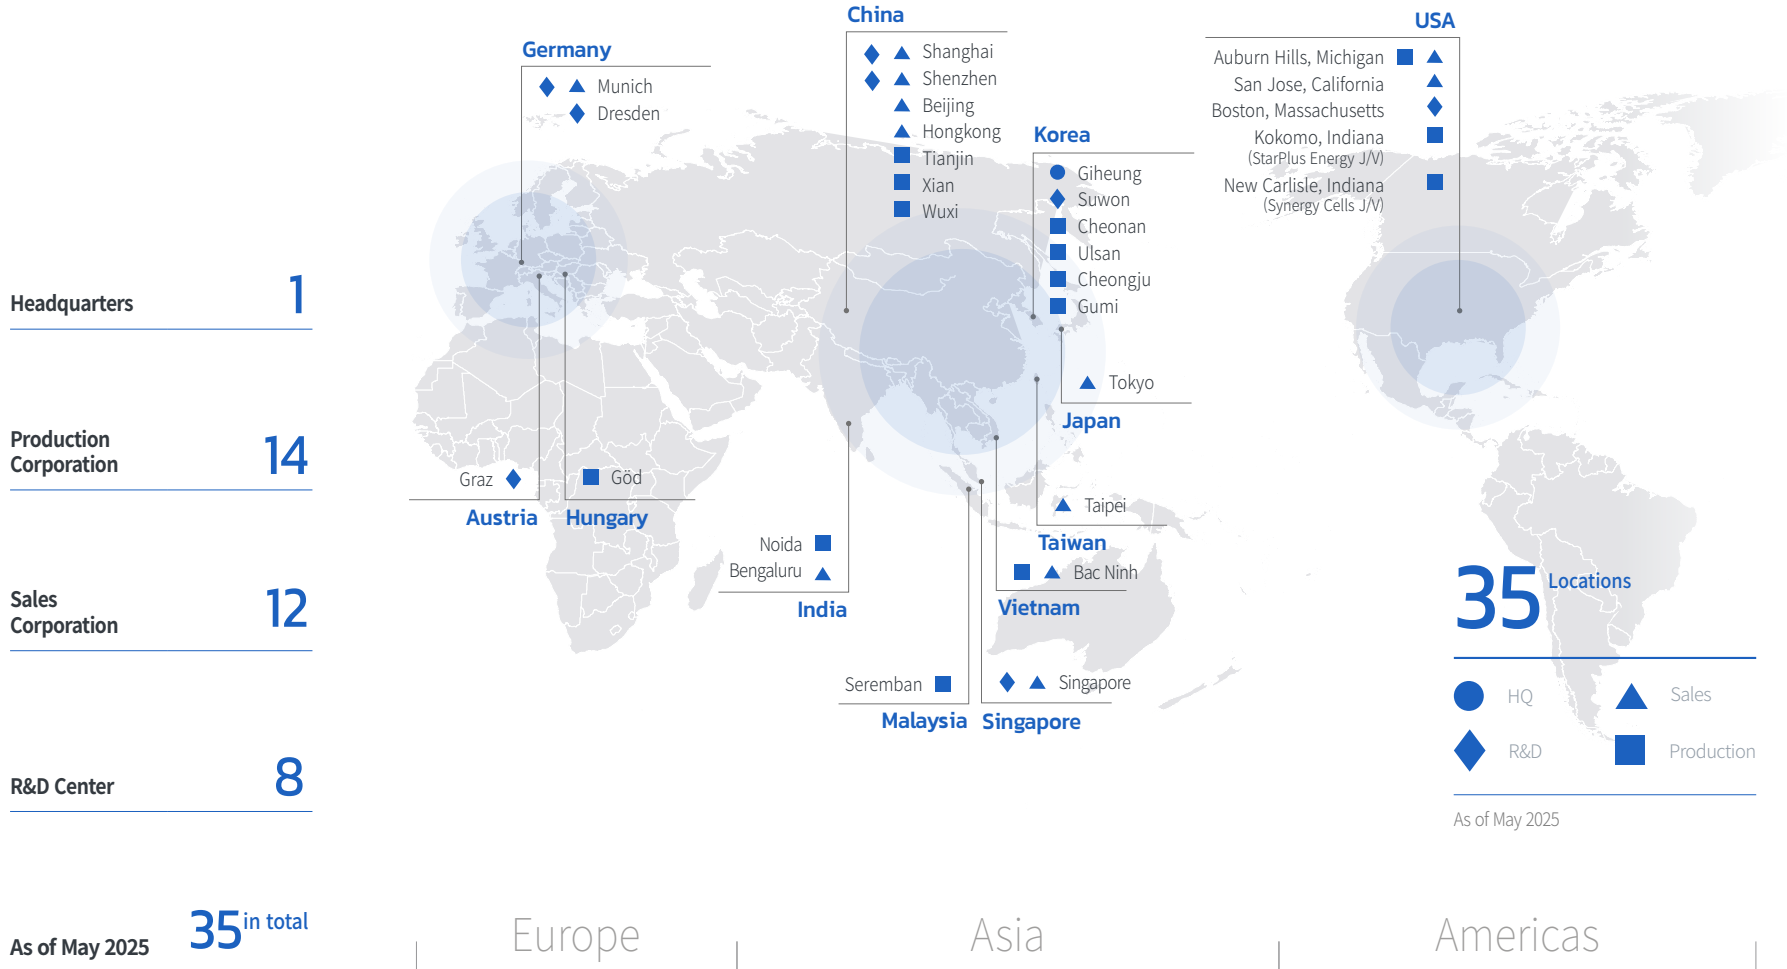 Headquarters 1
Production
Corporation 14
Sales
Corporation 12
R&D Center 8
As of May 2025 35 in total
Germany
Munich
Dresden
Graz
Austria
Göd
Hungary
China
Shanghai
Shenzhen
Beijing
Hongkong
Tianjin
Xian
Wuxi
Korea
Giheung
Suwon
Cheonan
Ulsan
Cheongju
Gumi
Tokyo
Japan
Taipei
Taiwan
Bac Ninh
Vietnam
Noida
Bengaluru
India
Seremban
Malaysia
Singapore
Singapore
USA
Auburn Hills, Michigan
San Jose, California
Boston, Massachusetts
Kokomo, Indiana
(StarPlus Energy J/V)
New Carlisle, Indiana
(Synergy Cells J/V)
35 Locations
HQ
Sales
R&D
Production
As of May 2025
Europe
Asia
Americas